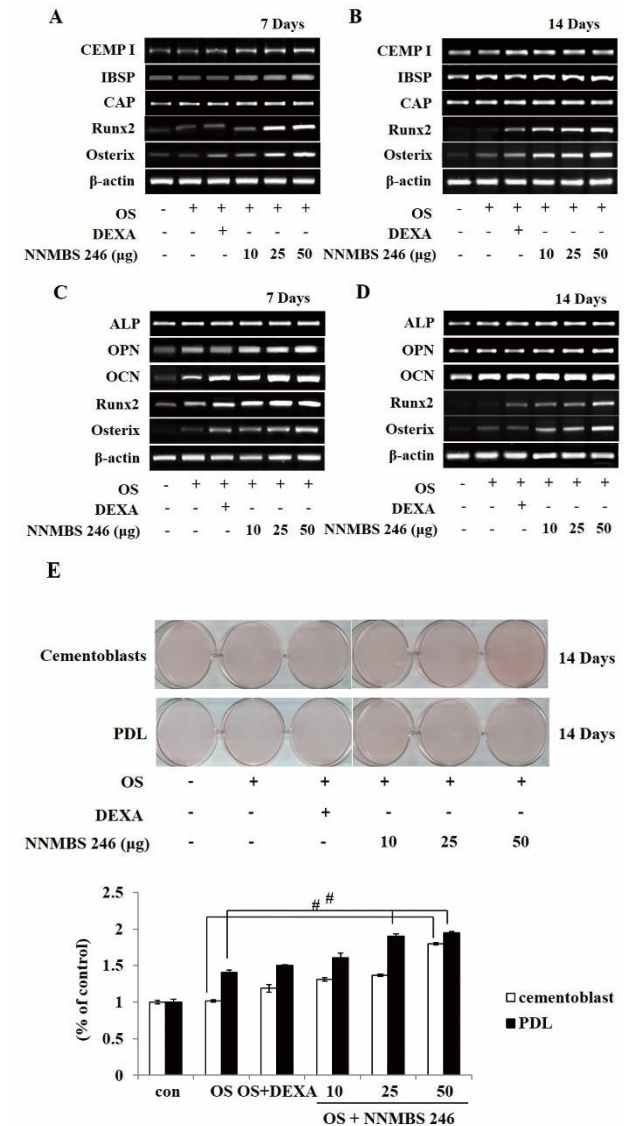 A
7 Days
CEMP I
IBSP
CAP
Runx2
Osterix
β-actin
OS - + + + + +
DEXA - - + - - -
NNMBS 246 (μg) - - - 10 25 50
B
14 Days
CEMP I
IBSP
CAP
Runx2
Osterix
β-actin
OS - + + + + +
DEXA - - + - - -
NNMBS 246 (μg) - - - 10 25 50
C
7 Days
ALP
OPN
OCN
Runx2
Osterix
β-actin
OS - + + + + +
DEXA - - + - - -
NNMBS 246 (μg) - - - 10 25 50
D
14 Days
ALP
OPN
OCN
Runx2
Osterix
β-actin
OS - + + + + +
DEXA - - + - - -
NNMBS 246 (μg) - - - 10 25 50
E
Cementoblasts 14 Days
PDL 14 Days
OS - + + + + +
DEXA - - + - - -
NNMBS 246 (μg) - - - 10 25 50
(% of control)
2.5
2
1.5
1
0.5
0
# #
cementoblast
PDL
con OS OS+DEXA 10 25 50
OS + NNMBS 246